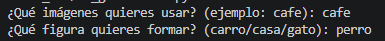 ¿Qué imágenes quieres usar? (ejemplo: cafe): cafe
¿Qué figura quieres formar? (carro/casa/gato): perro